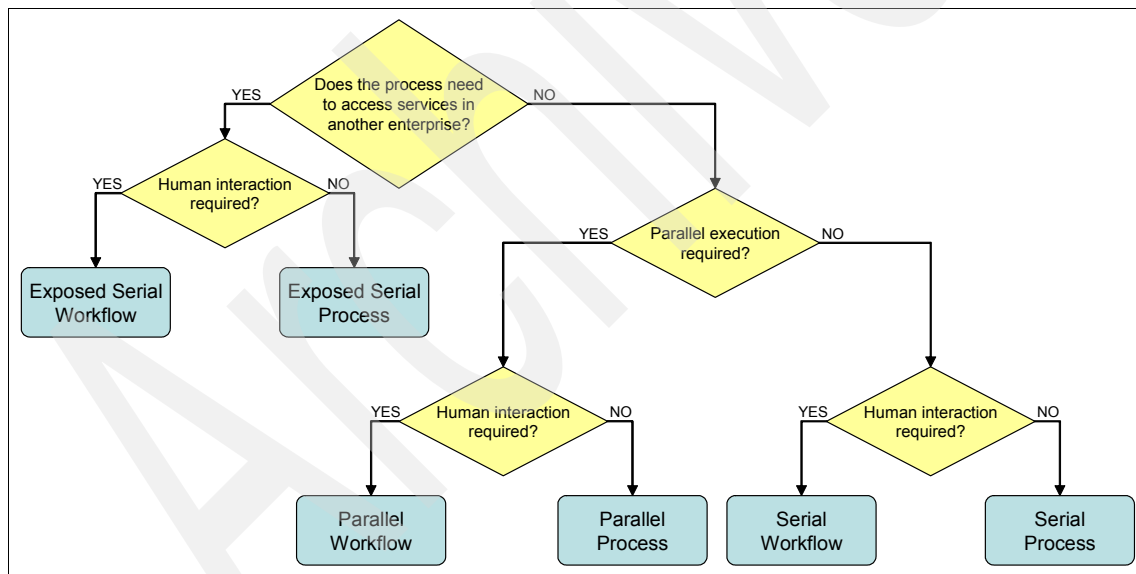 Does the process need
to access services in
another enterprise?
YES
NO
Human interaction
required?
YES
NO
Exposed Serial
Workflow
Exposed Serial
Process
Parallel execution
required?
YES
NO
Human interaction
required?
YES
NO
Human interaction
required?
YES
NO
Parallel
Workflow
Parallel
Process
Serial
Workflow
Serial
Process